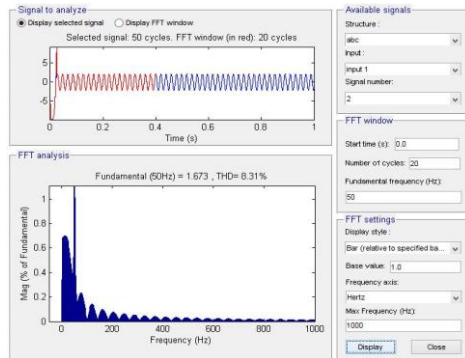 Signal to analyze
Display selected signal
Display FFT window
Selected signal: 50 cycles. FFT window (in red): 20 cycles
5
0
-5
0
0.2
0.4
0.6
0.8
1
Time (s)
FFT analysis
Fundamental (50Hz) = 1.673 , THD= 8.31%
Mag (% of Fundamental)
1
0.8
0.6
0.4
0.2
0
0
200
400
600
800
1000
Frequency (Hz)
Available signals
Structure :
abc
Input :
input 1
Signal number:
2
FFT window
Start time (s): 0.0
Number of cycles: 20
Fundamental frequency (Hz):
50
FFT settings
Display style :
Bar (relative to specified ba...
Base value: 1.0
Frequency axis:
Hertz
Max Frequency (Hz):
1000
Display
Close